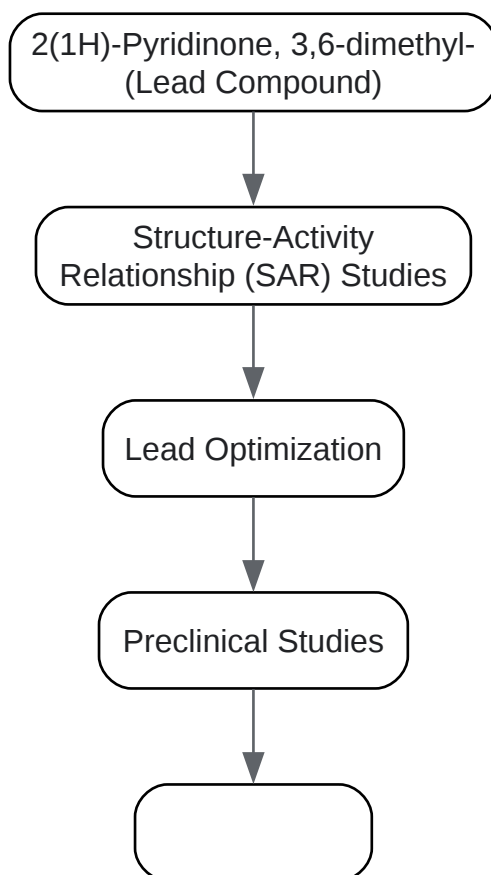 2(1H)-Pyridinone, 3,6-dimethyl-
(Lead Compound)
Structure-Activity
Relationship (SAR) Studies
Lead Optimization
Preclinical Studies